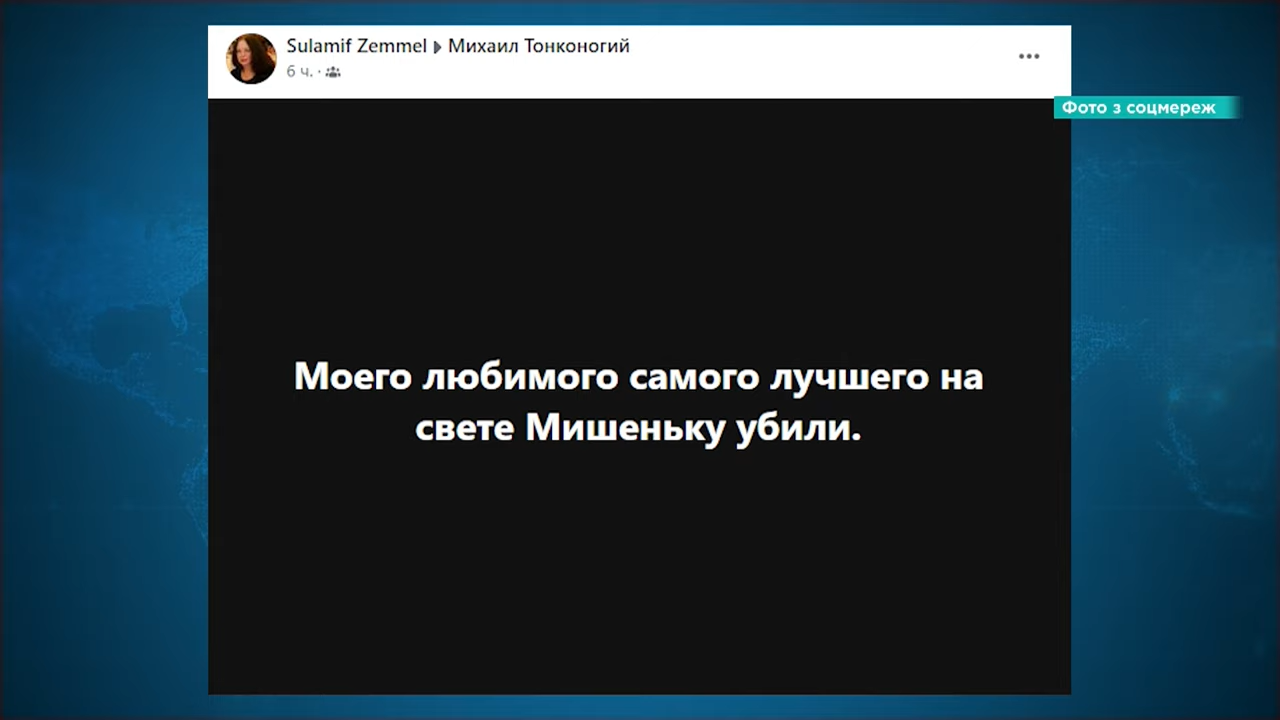 Sulamif Zemmel ▸ Михаил Тонконогий
6 ч. ·
Фото з соцмереж
Моего любимого самого лучшего на
свете Мишеньку убили.